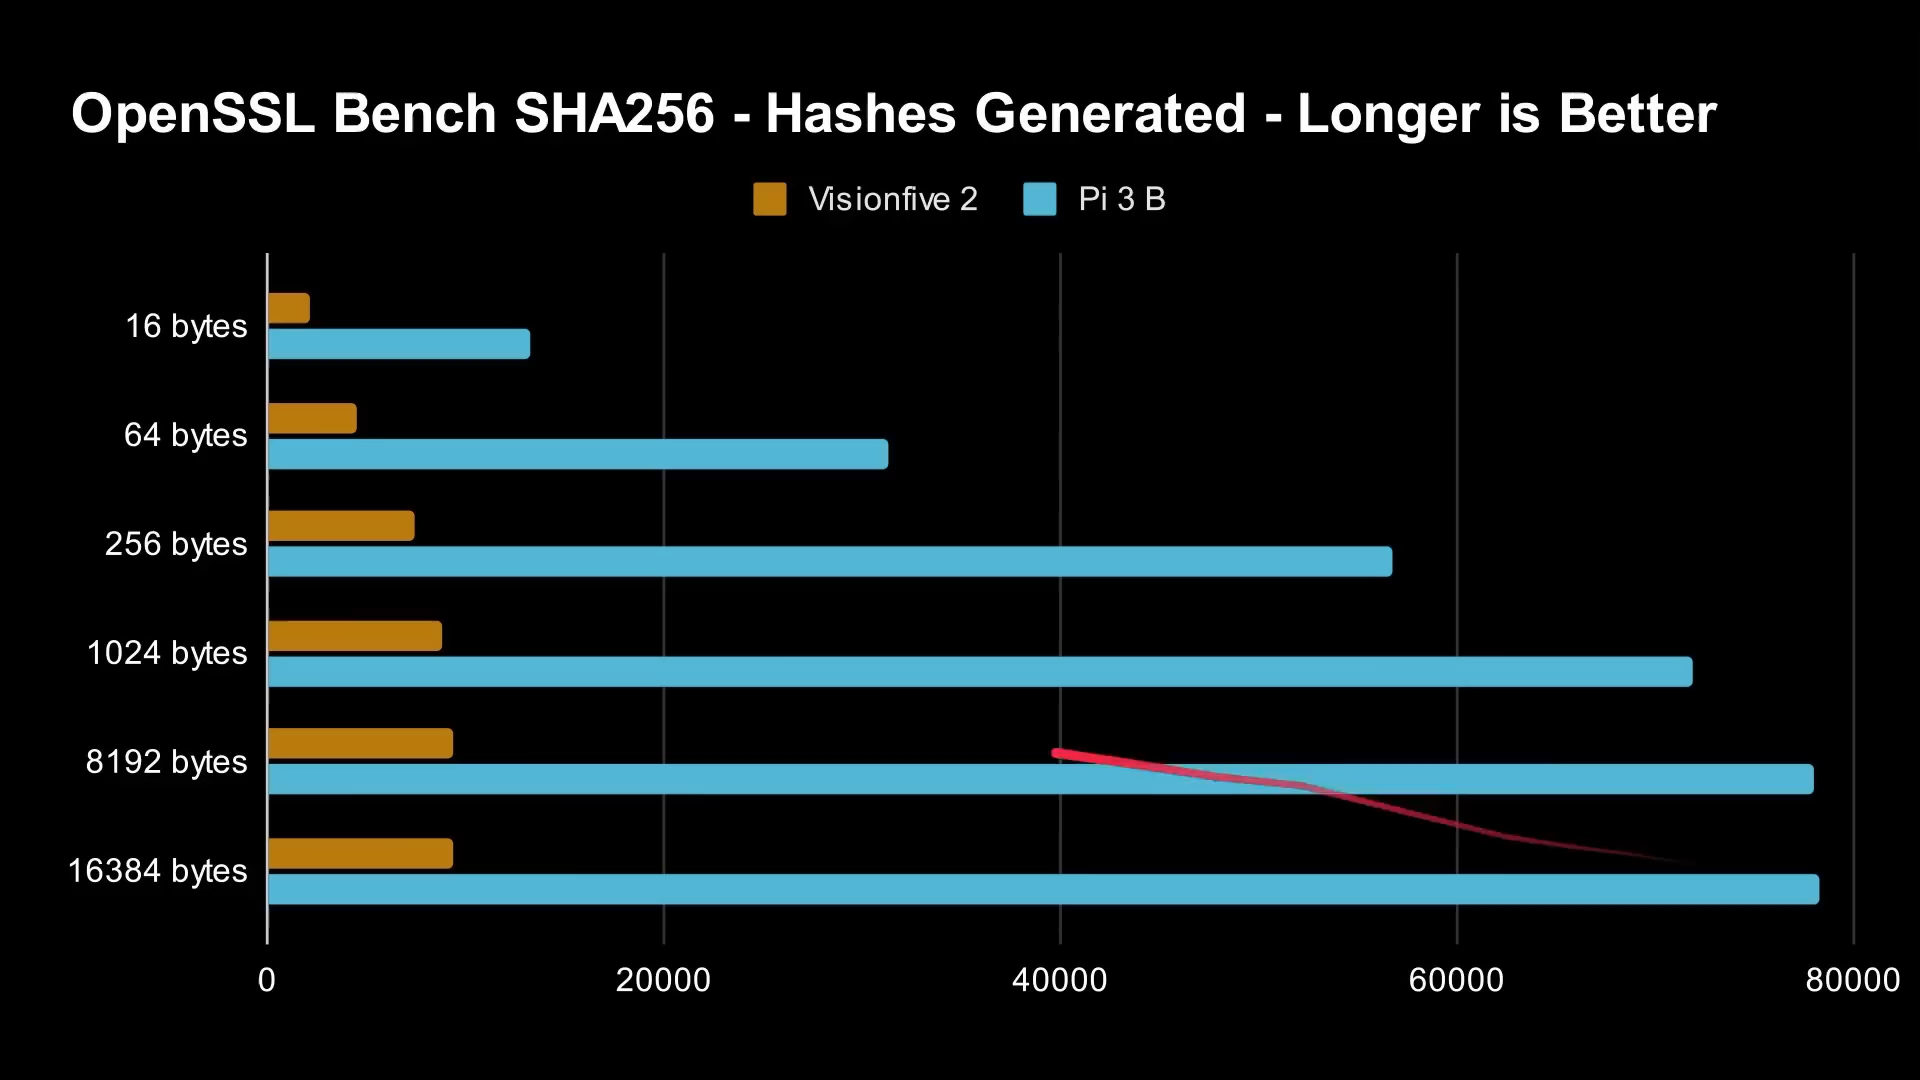 OpenSSL Bench SHA256 - Hashes Generated - Longer is Better
Visionfive 2 Pi 3 B
16 bytes
64 bytes
256 bytes
1024 bytes
8192 bytes
16384 bytes
0 20000 40000 60000 80000